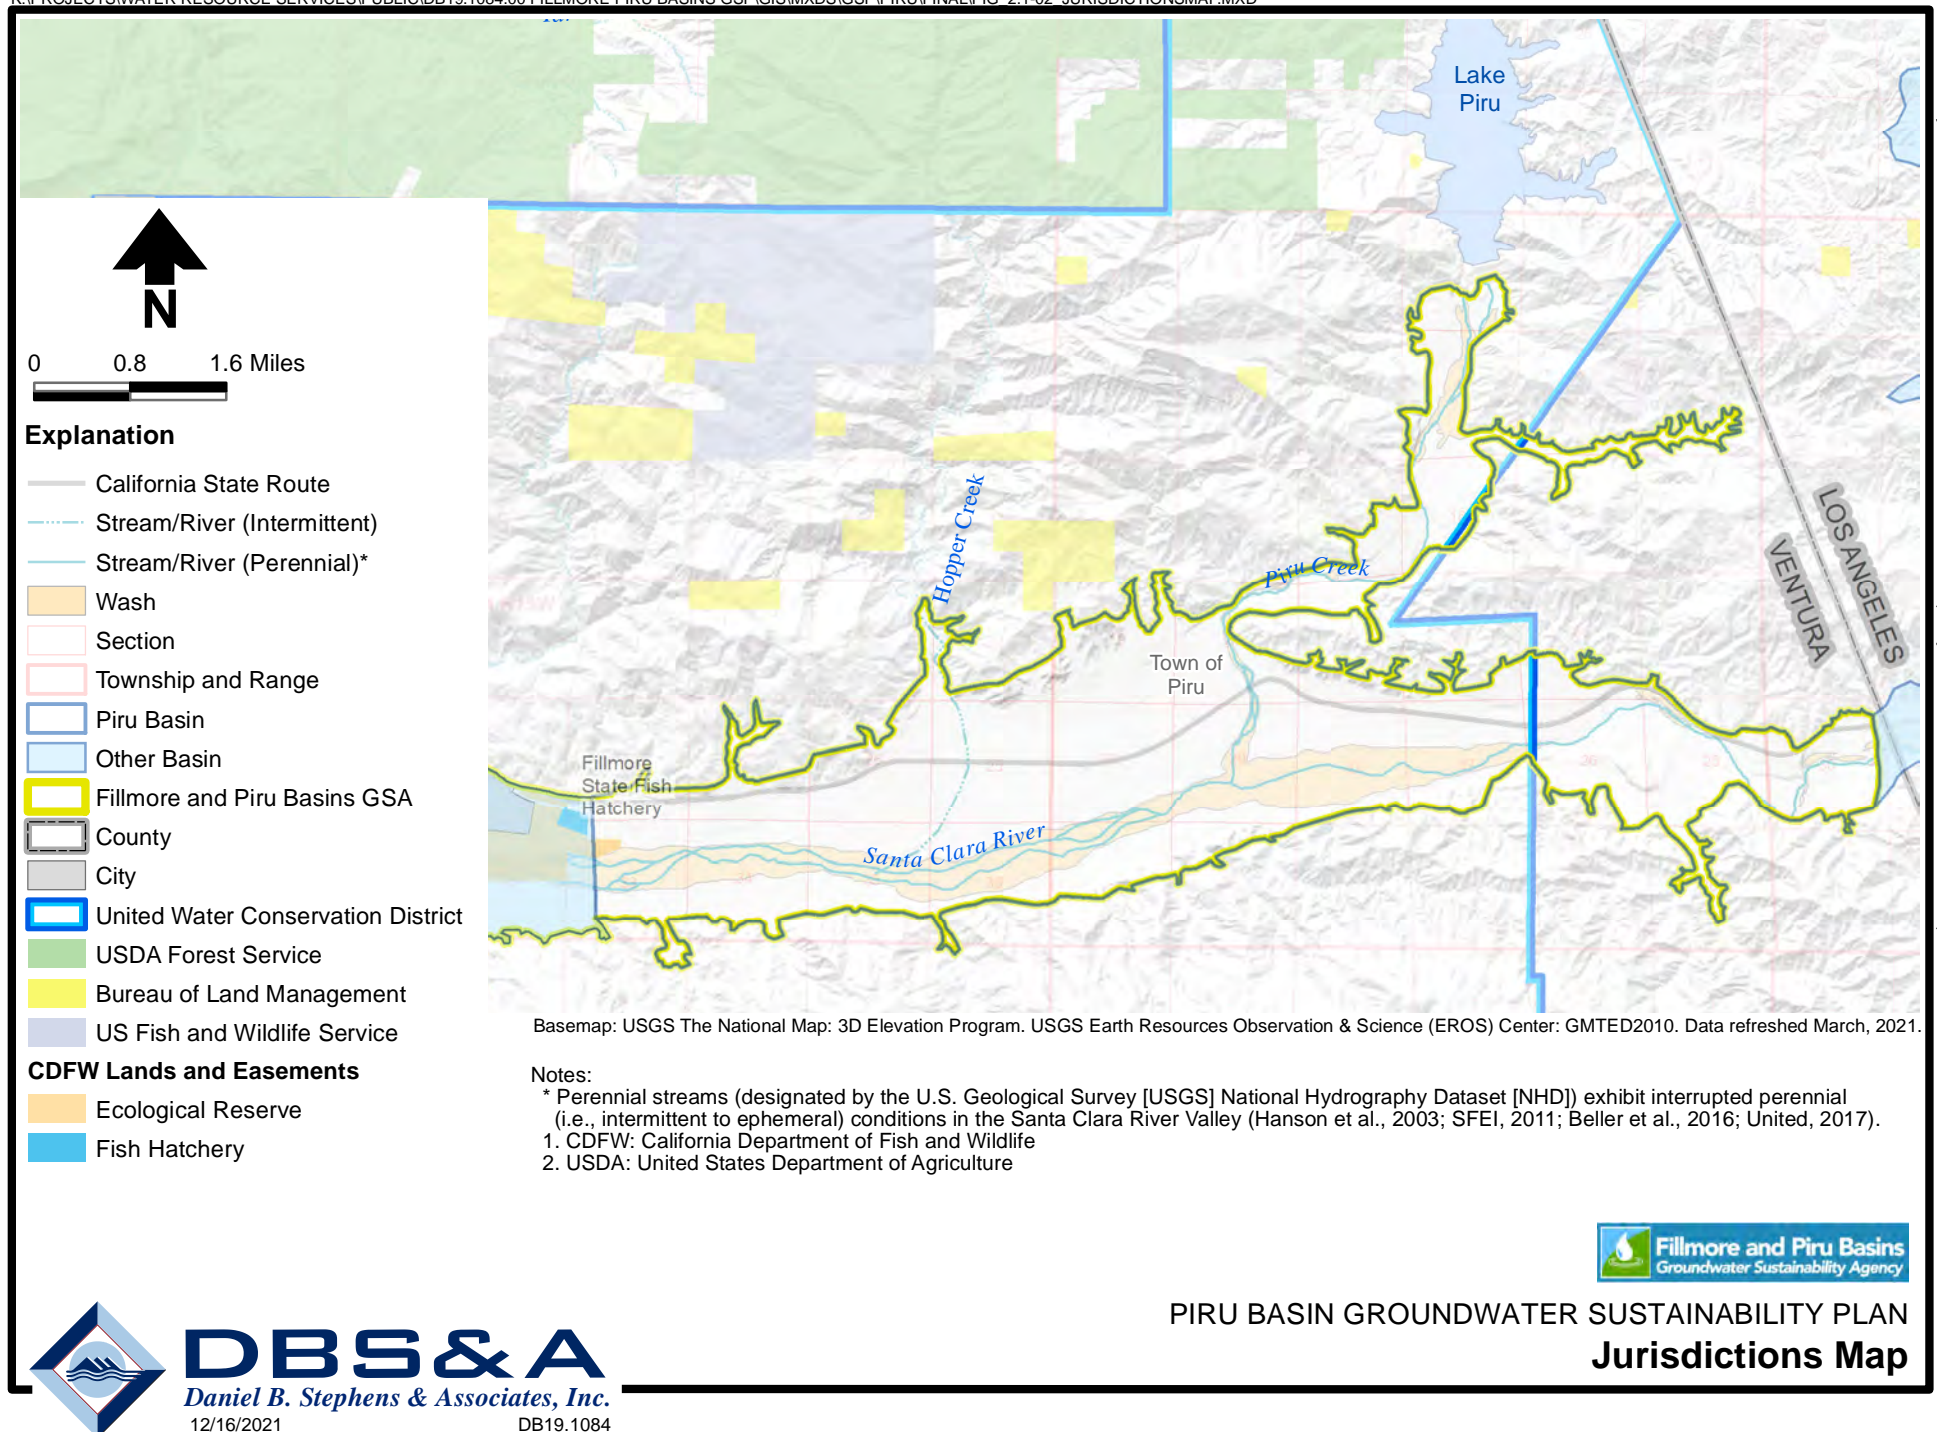 Lake
Piru
N
0 0.8 1.6 Miles
Explanation
California State Route
Stream/River (Intermittent)
Stream/River (Perennial)*
Wash
Section
Township and Range
Piru Basin
Other Basin
Fillmore and Piru Basins GSA
County
City
United Water Conservation District
USDA Forest Service
Bureau of Land Management
US Fish and Wildlife Service
CDFW Lands and Easements
Ecological Reserve
Fish Hatchery
Hopper Creek
Piru Creek
LOS ANGELES
VENTURA
Town of
Piru
Fillmore
State Fish
Hatchery
Santa Clara River
Basemap: USGS The National Map: 3D Elevation Program. USGS Earth Resources Observation & Science (EROS) Center: GMTED2010. Data refreshed March, 2021.
Notes:
* Perennial streams (designated by the U.S. Geological Survey [USGS] National Hydrography Dataset [NHD]) exhibit interrupted perennial
(i.e., intermittent to ephemeral) conditions in the Santa Clara River Valley (Hanson et al., 2003; SFEI, 2011; Beller et al., 2016; United, 2017).
1. CDFW: California Department of Fish and Wildlife
2. USDA: United States Department of Agriculture
Fillmore and Piru Basins
Groundwater Sustainability Agency
PIRU BASIN GROUNDWATER SUSTAINABILITY PLAN
Jurisdictions Map
DBS&A
Daniel B. Stephens & Associates, Inc.
12/16/2021 DB19.1084